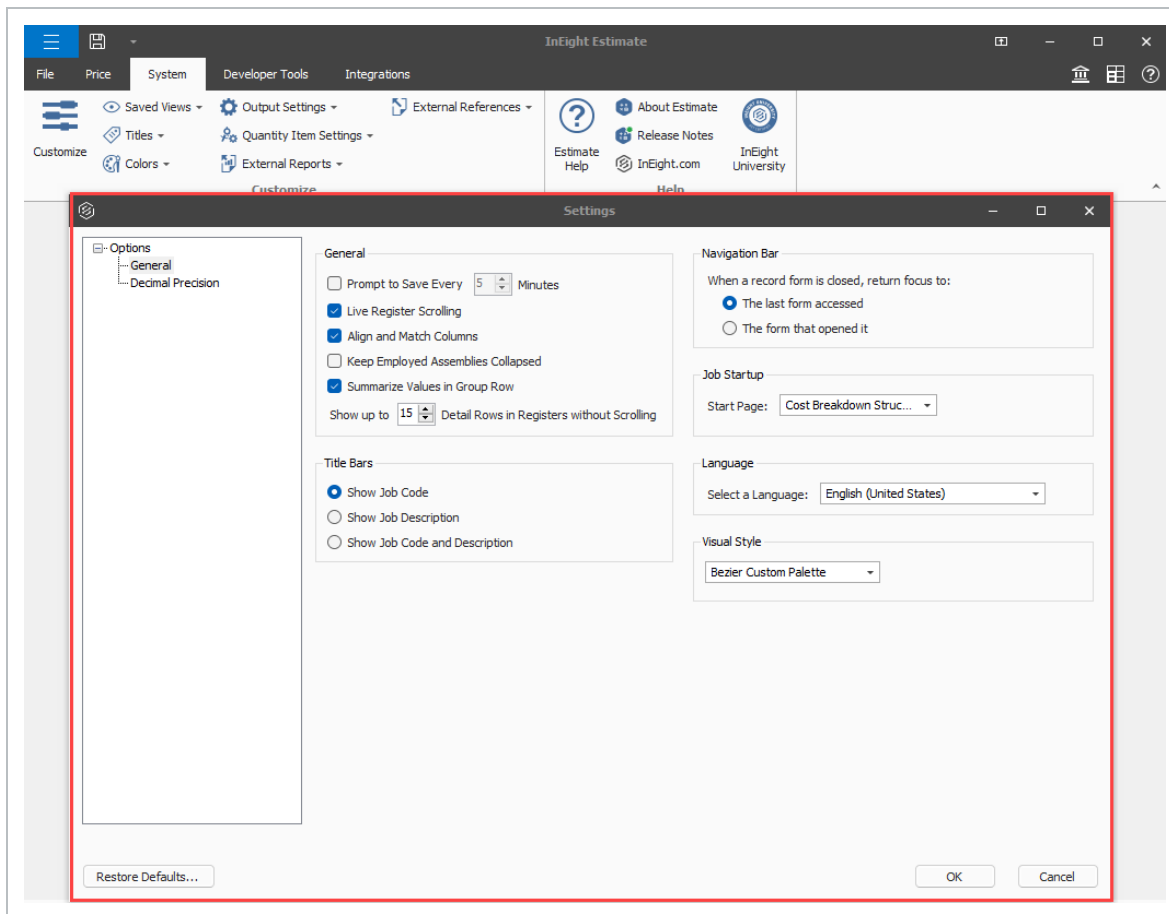 InEight Estimate
File Price System Developer Tools Integrations
Customize
Saved Views
Titles
Colors
Output Settings
Quantity Item Settings
External Reports
External References
Customize
Estimate
Help
About Estimate
Release Notes
InEight.com
InEight
University
Help
Settings
Options
General
Decimal Precision
General
Prompt to Save Every 5 Minutes
Live Register Scrolling
Align and Match Columns
Keep Employed Assemblies Collapsed
Summarize Values in Group Row
Show up to 15 Detail Rows in Registers without Scrolling
Title Bars
Show Job Code
Show Job Description
Show Job Code and Description
Navigation Bar
When a record form is closed, return focus to:
The last form accessed
The form that opened it
Job Startup
Start Page: Cost Breakdown Struc...
Language
Select a Language: English (United States)
Visual Style
Bezier Custom Palette
Restore Defaults...
OK
Cancel